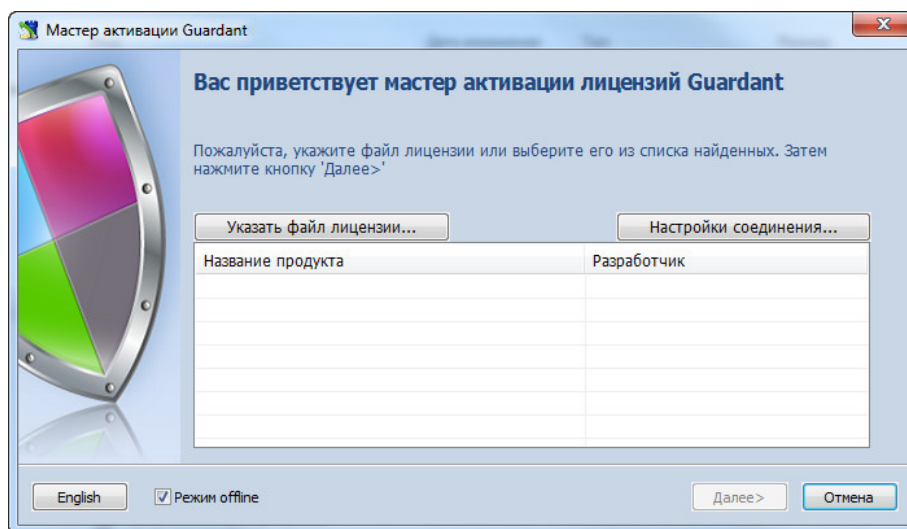 Мастер активации Guardant
Вас приветствует мастер активации лицензий Guardant
Пожалуйста, укажите файл лицензии или выберите его из списка найденных. Затем
нажмите кнопку 'Далее>'
Указать файл лицензии...
Настройки соединения...
Название продукта
Разработчик
English
Режим offline
Далее>
Отмена